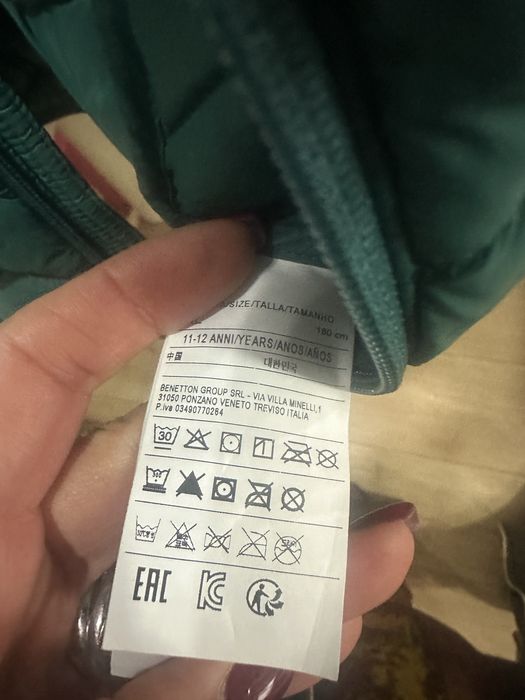 SIZE/TALLA/TAMANHO
160 cm
11-12 ANNI/YEARS/ANOS/AÑOS
中国 대한민국
BENETTON GROUP SRL - VIA VILLA MINELLI,1
31050 PONZANO VENETO TREVISO ITALIA
P.iva 03490770264
30
EAC